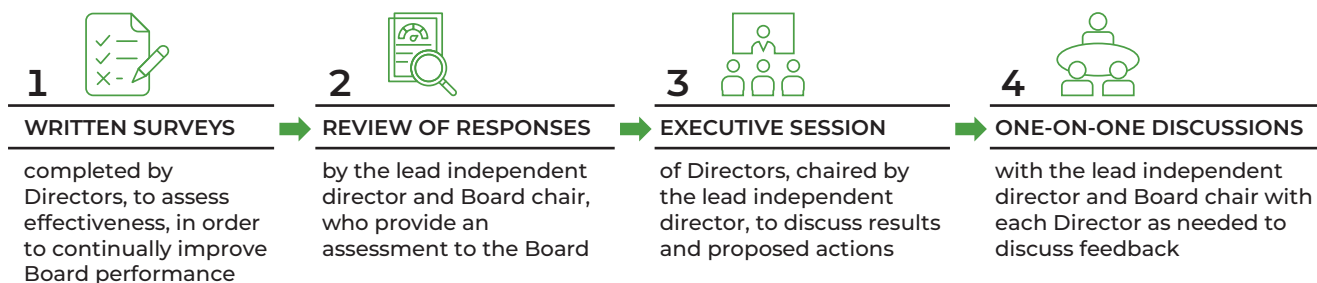 1
WRITTEN SURVEYS
completed by
Directors, to assess
effectiveness, in order
to continually improve
Board performance
2
REVIEW OF RESPONSES
by the lead independent
director and Board chair,
who provide an
assessment to the Board
3
EXECUTIVE SESSION
of Directors, chaired by
the lead independent
director, to discuss results
and proposed actions
4
ONE-ON-ONE DISCUSSIONS
with the lead independent
director and Board chair with
each Director as needed to
discuss feedback